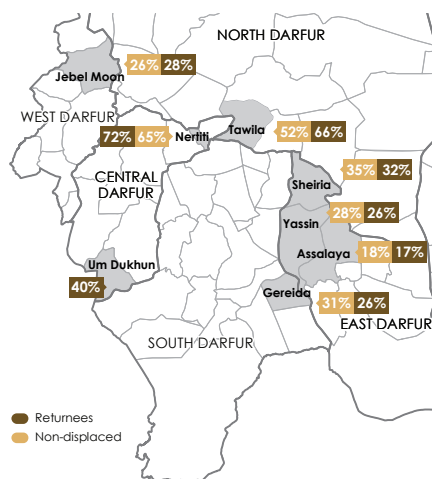 NORTH DARFUR
26% 28%
Jebel Moon
WEST DARFUR
72% 65%
Nertiti
Tawila
52% 66%
CENTRAL
DARFUR
35% 32%
Sheiria
28% 26%
Yassin
Assalaya
18% 17%
Um Dukhun
40%
Gereida
31% 26%
EAST DARFUR
SOUTH DARFUR
Returnees
Non-displaced